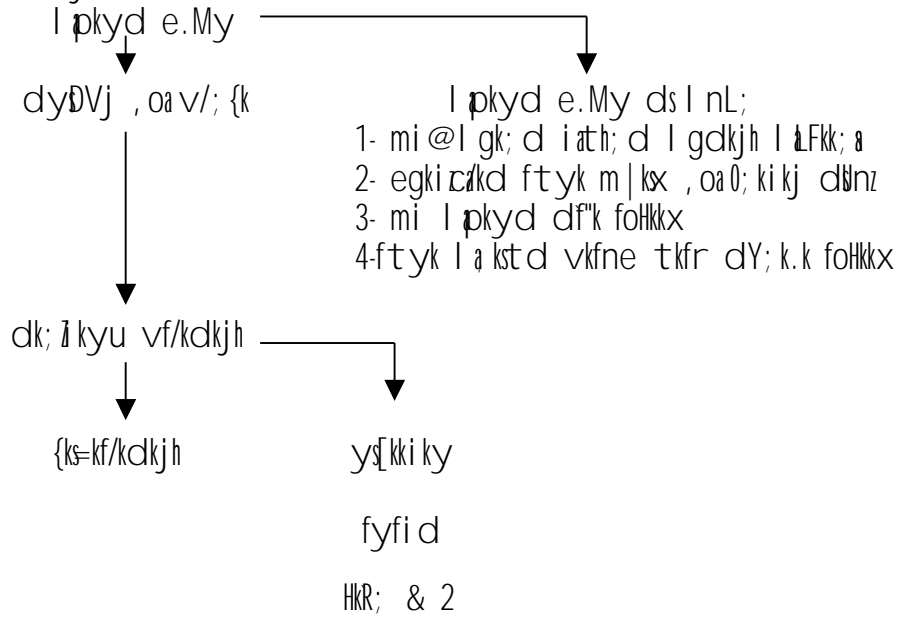 lapkyd e.My
dysDVj ,oa v/;{k
lapkyd e.My ds lnL;
1- mi@lgk;d iath;d lgdkjh laLFkk;a
2- egkizca/kd ftyk m|ksx ,oa 0;kikj dsUnz
3- mi lapkyd df"k foHkkx
4-ftyk la;kstd vkfne tkfr dY;k.k foHkkx
dk;Zikyu vf/kdkjh
{ks=kf/kdkjh
ys[kkiky
fyfid
HkR; & 2